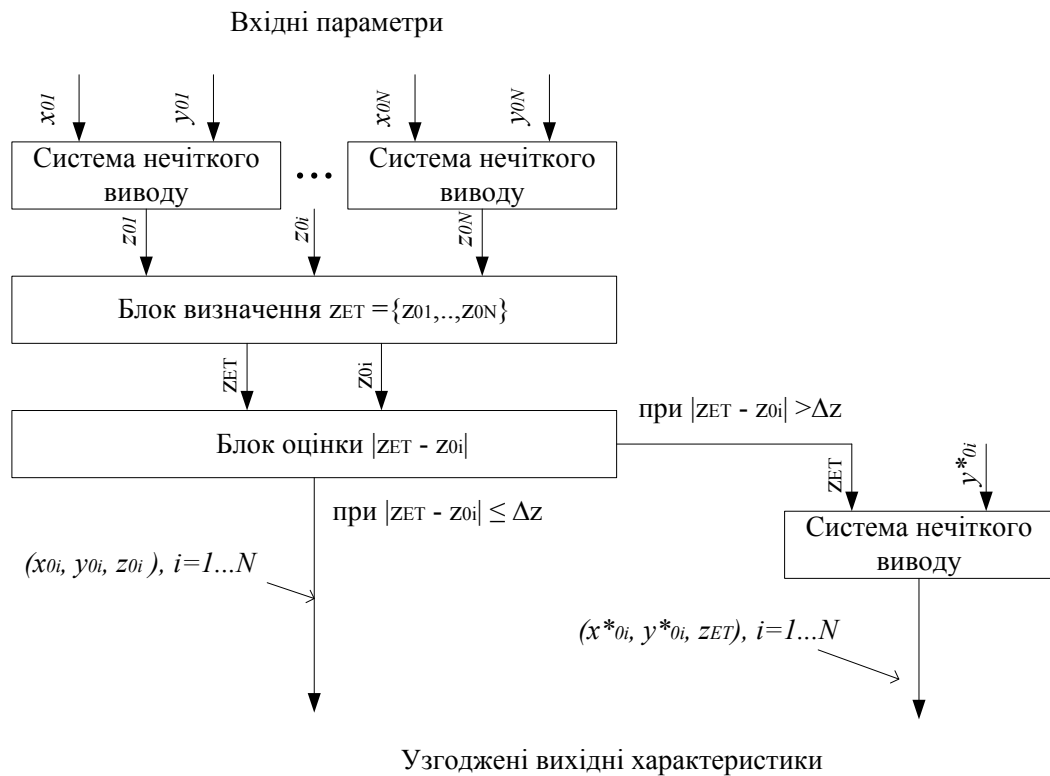 Вхідні параметри
x01
y01
x0N
y0N
Система нечіткого
виводу
...
Система нечіткого
виводу
z01
z0i
z0N
Блок визначення zET ={z01,..,z0N}
zET
z0i
при |zET - z0i| >Δz
Блок оцінки |zET - z0i|
zET
y*0i
при |zET - z0i| ≤ Δz
Система нечіткого
виводу
(x0i, y0i, z0i ), i=1...N
(x*0i, y*0i, zET), i=1...N
Узгоджені вихідні характеристики